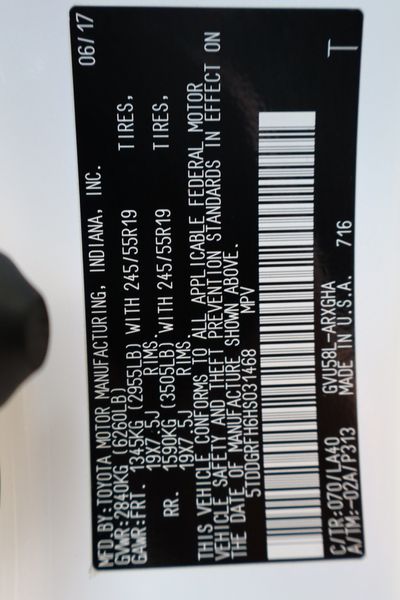 MFD.BY:TOYOTA MOTOR MANUFACTURING, INDIANA, INC. 06/17
GVWR:2840KG (6260LB)
GAWR:FRT. 1345KG (2955LB) WITH 245/55R19 TIRES,
19X7.5J RIMS
RR. 1590KG (3505LB) WITH 245/55R19 TIRES,
19X7.5J RIMS
THIS VEHICLE CONFORMS TO ALL APPLICABLE FEDERAL MOTOR
VEHICLE SAFETY AND THEFT PREVENTION STANDARDS IN EFFECT ON
THE DATE OF MANUFACTURE SHOWN ABOVE.
5TDDGRFH6HS031468 MPV
C/TR:070/LA40 GVU58L-ARXGHA T
A/TM:-02A/P313 MADE IN U.S.A. 716